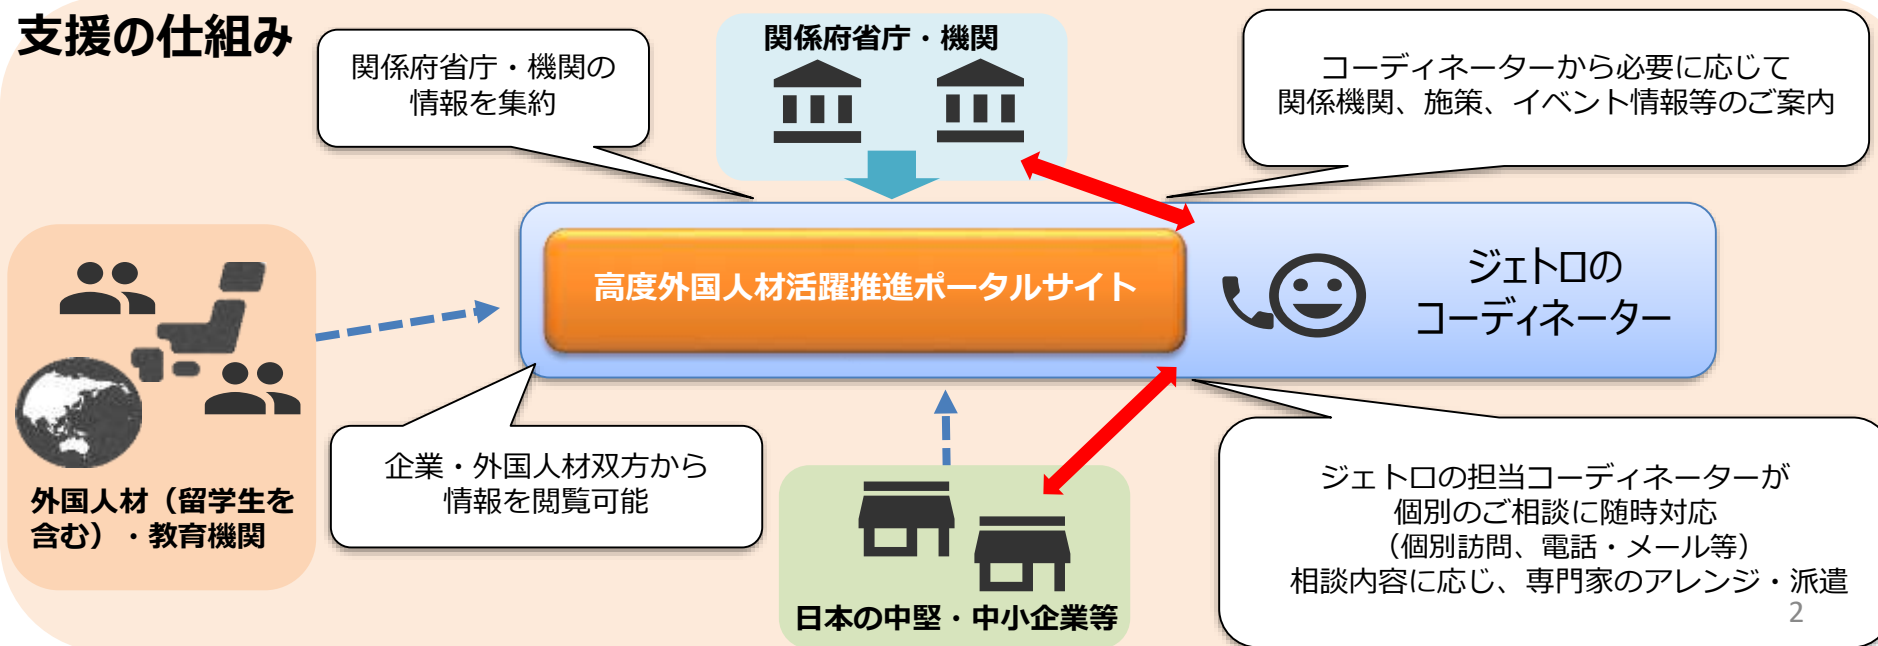 支援の仕組み
関係府省庁・機関の
情報を集約
関係府省庁・機関
コーディネーターから必要に応じて
関係機関、施策、イベント情報等のご案内
高度外国人材活躍推進ポータルサイト
ジェトロの
コーディネーター
外国人材（留学生を
含む）・教育機関
企業・外国人材双方から
情報を閲覧可能
日本の中堅・中小企業等
ジェトロの担当コーディネーターが
個別のご相談に随時対応
（個別訪問、電話・メール等）
相談内容に応じ、専門家のアレンジ・派遣
2